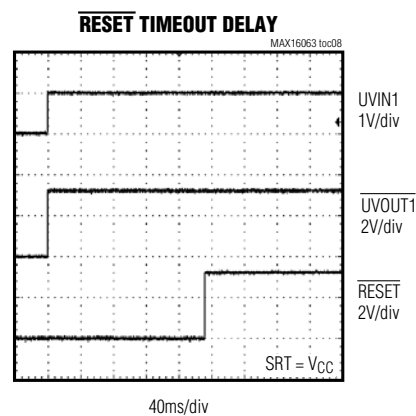 RESET TIMEOUT DELAY
MAX16063 toc08
UVIN1
1V/div
UVOUT1
2V/div
RESET
2V/div
SRT = VCC
40ms/div